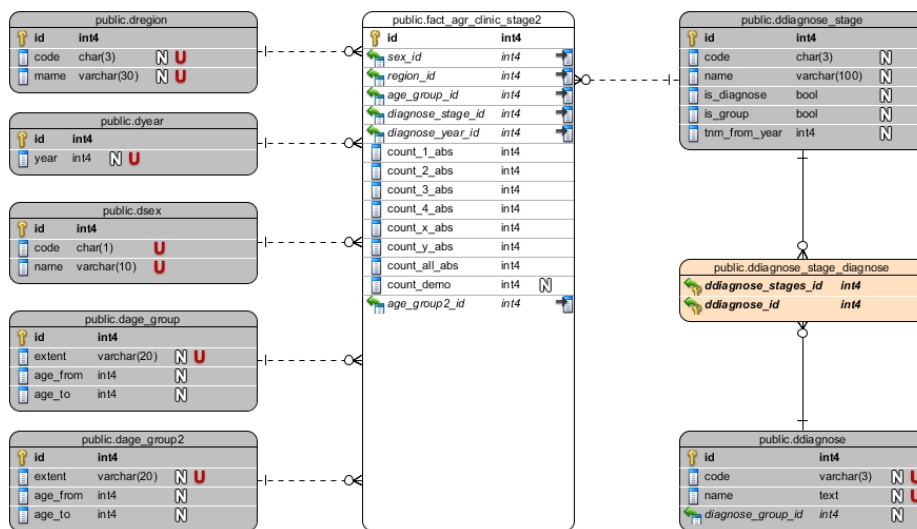 public.dregion
id int4
code char(3) N U
mame varchar(30) N U
public.dyear
id int4
year int4 N U
public.dsex
id int4
code char(1) U
name varchar(10) U
public.dage_group
id int4
extent varchar(20) N U
age_from int4 N
age_to int4 N
public.dage_group2
id int4
extent varchar(20) N U
age_from int4 N
age_to int4 N
public.fact_agr_clinic_stage2
id int4
sex_id int4
region_id int4
age_group_id int4
diagnose_stage_id int4
diagnose_year_id int4
count_1_abs int4
count_2_abs int4
count_3_abs int4
count_4_abs int4
count_x_abs int4
count_y_abs int4
count_all_abs int4
count_demo int4 N
age_group2_id int4
public.ddiagnose_stage
id int4
code char(3) N
name varchar(100) N
is_diagnose bool N
is_group bool N
tnm_from_year int4 N
public.ddiagnose_stage_diagnose
ddiagnose_stages_id int4
ddiagnose_id int4
public.ddiagnose
id int4
code varchar(3) N U
name text N U
diagnose_group_id int4 N